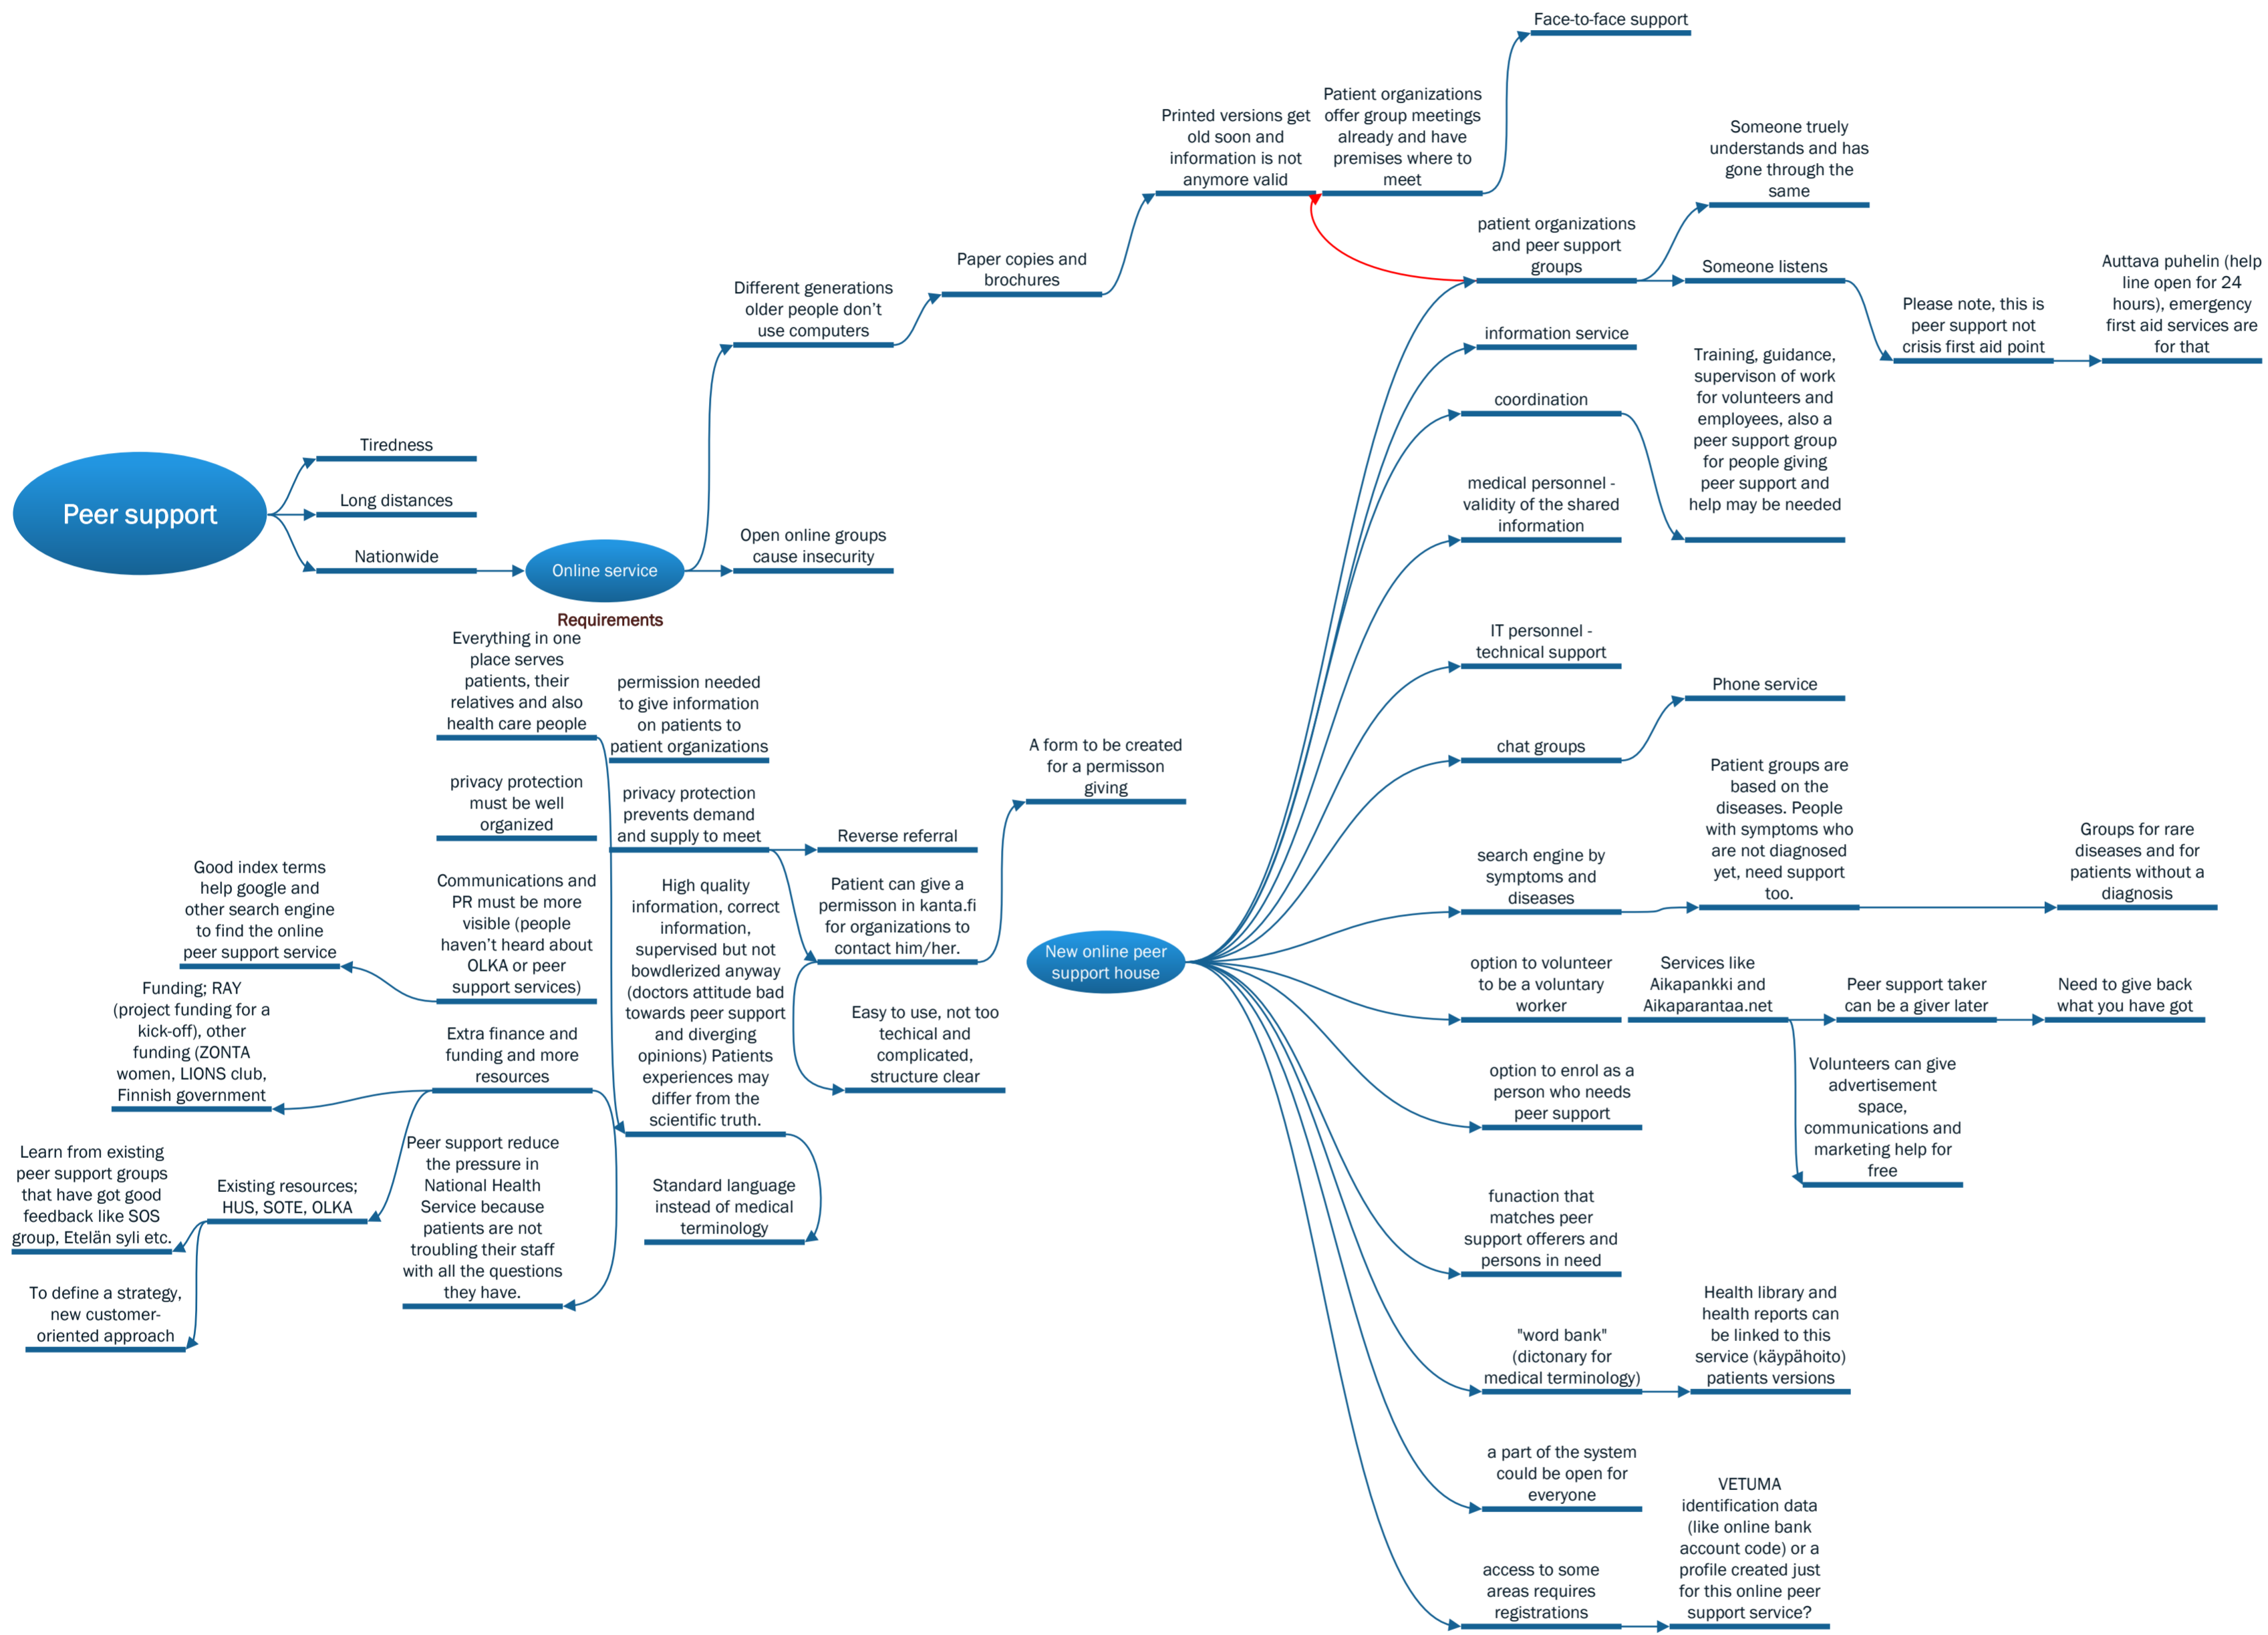 Face-to-face support
Patient organizations
offer group meetings
already and have
premises where to
meet
Printed versions get
old soon and
information is not
anymore valid
Someone truely
understands and has
gone through the
same
patient organizations
and peer support
groups
Someone listens
Auttava puhelin (help
line open for 24
hours), emergency
first aid services are
for that
Please note, this is
peer support not
crisis first aid point
Paper copies and
brochures
Different generations
older people don’t
use computers
information service
Training, guidance,
supervison of work
for volunteers and
employees, also a
peer support group
for people giving
peer support and
help may be needed
coordination
Peer support
Tiredness
Long distances
Nationwide
Online service
Open online groups
cause insecurity
medical personnel -
validity of the shared
information
Requirements
Everything in one
place serves
patients, their
relatives and also
health care people
permission needed
to give information
on patients to
patient organizations
IT personnel -
technical support
Phone service
chat groups
A form to be created
for a permisson
giving
privacy protection
must be well
organized
privacy protection
prevents demand
and supply to meet
Reverse referral
Patient groups are
based on the
diseases. People
with symptoms who
are not diagnosed
yet, need support
too.
Groups for rare
diseases and for
patients without a
diagnosis
search engine by
symptoms and
diseases
Good index terms
help google and
other search engine
to find the online
peer support service
Communications and
PR must be more
visible (people
haven’t heard about
OLKA or peer
support services)
High quality
information, correct
information,
supervised but not
bowdlerized anyway
(doctors attitude bad
towards peer support
and diverging
opinions) Patients
experiences may
differ from the
scientific truth.
Patient can give a
permisson in kanta.fi
for organizations to
contact him/her.
New online peer
support house
option to volunteer
to be a voluntary
worker
Services like
Aikapankki and
Aikaparantaa.net
Peer support taker
can be a giver later
Need to give back
what you have got
Funding; RAY
(project funding for a
kick-off), other
funding (ZONTA
women, LIONS club,
Finnish government
Extra finance and
funding and more
resources
Easy to use, not too
techical and
complicated,
structure clear
option to enrol as a
person who needs
peer support
Volunteers can give
advertisement
space,
communications and
marketing help for
free
Learn from existing
peer support groups
that have got good
feedback like SOS
group, Etelän syli etc.
Existing resources;
HUS, SOTE, OLKA
Peer support reduce
the pressure in
National Health
Service because
patients are not
troubling their staff
with all the questions
they have.
Standard language
instead of medical
terminology
funaction that
matches peer
support offerers and
persons in need
To define a strategy,
new customer-
oriented approach
"word bank"
(dictonary for
medical terminology)
Health library and
health reports can
be linked to this
service (käypähoito)
patients versions
a part of the system
could be open for
everyone
access to some
areas requires
registrations
VETUMA
identification data
(like online bank
account code) or a
profile created just
for this online peer
support service?